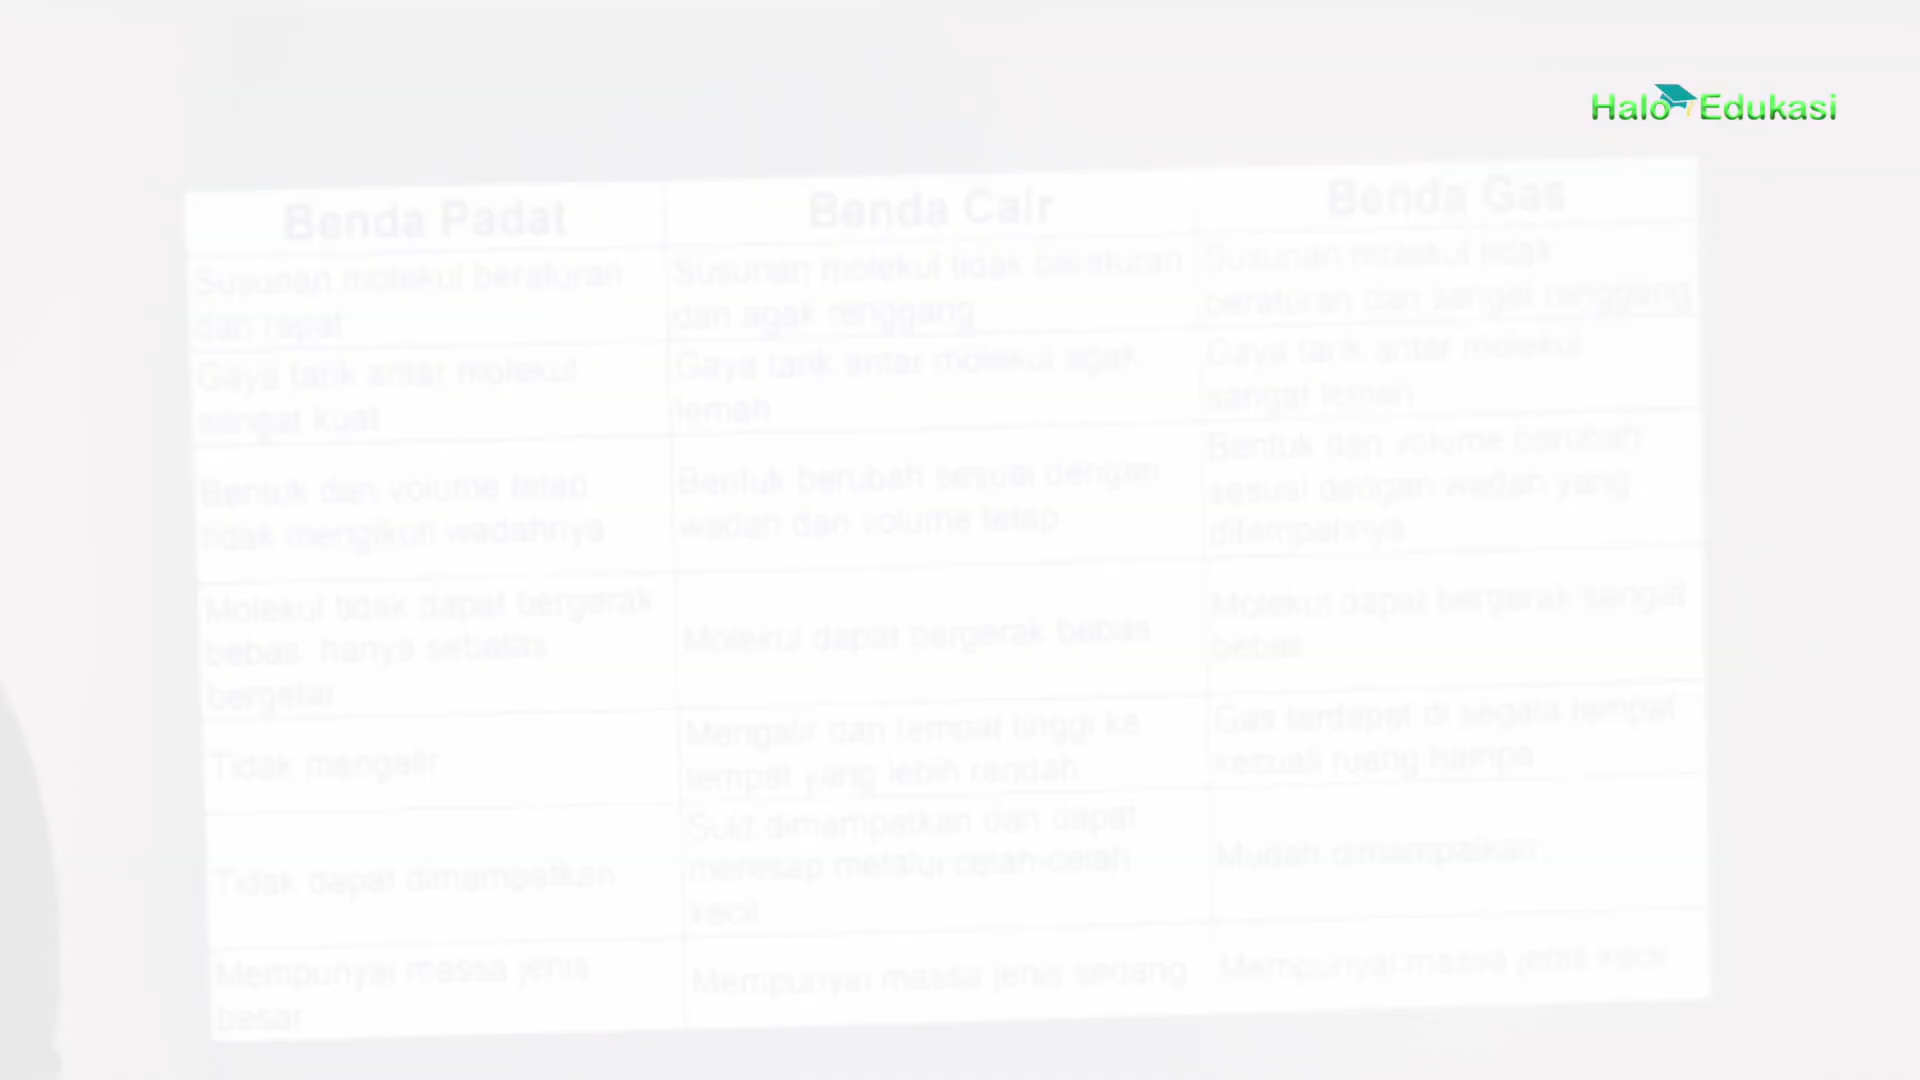 Halo Edukasi
Benda Padat
Benda Cair
Benda Gas
Susunan molekul beraturan
dan rapat
Susunan molekul tidak beraturan
dan agak renggang
Susunan molekul tidak
beraturan dan sangat renggang
Gaya tarik antar molekul
sangat kuat
Gaya tarik antar molekul agak
lemah
Gaya tarik antar molekul
sangat lemah
Bentuk dan volume tetap
tidak mengikuti wadahnya
Bentuk berubah sesuai dengan
wadah dan volume tetap
Bentuk dan volume berubah
sesuai dengan wadah yang
ditempatinya
Molekul tidak dapat bergerak
bebas, hanya sebatas
bergetar
Molekul dapat bergerak bebas
Molekul dapat bergerak sangat
bebas
Tidak mengalir
Mengalir dari tempat tinggi ke
tempat yang lebih rendah
Gas terdapat di segala tempat
kecuali ruang hampa
Tidak dapat dimampatkan
Sulit dimampatkan dan dapat
meresap melalui celah-celah
kecil
Mudah dimampatkan
Mempunyai massa jenis
besar
Mempunyai massa jenis sedang
Mempunyai massa jenis kecil